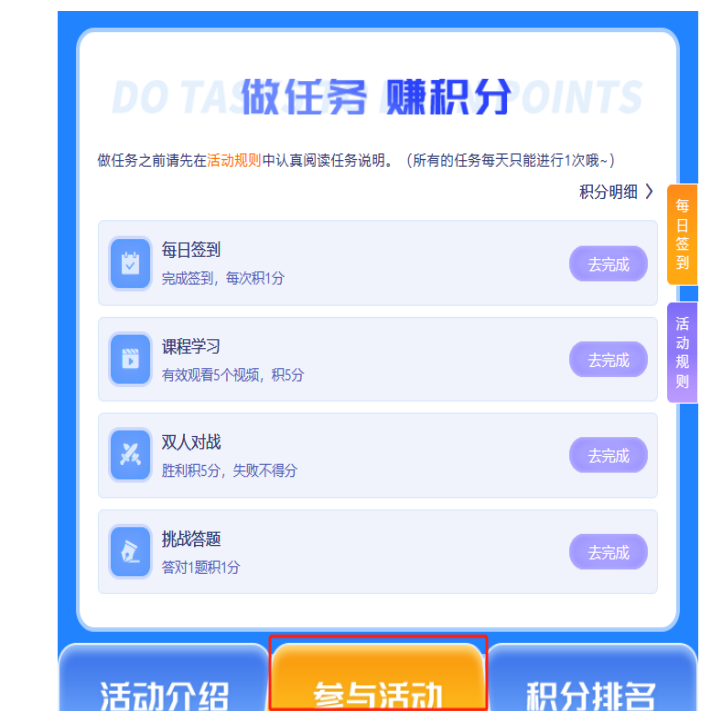 DO TAS POINTS
做任务 赚积分
做任务之前请先在活动规则中认真阅读任务说明。（所有的任务每天只能进行1次哦~）
积分明细 〉
每日签到
完成签到，每次积1分
去完成
课程学习
有效观看5个视频，积5分
去完成
双人对战
胜利积5分，失败不得分
去完成
挑战答题
答对1题积1分
去完成
每日签到
活动规则
活动介绍
参与活动
积分排名